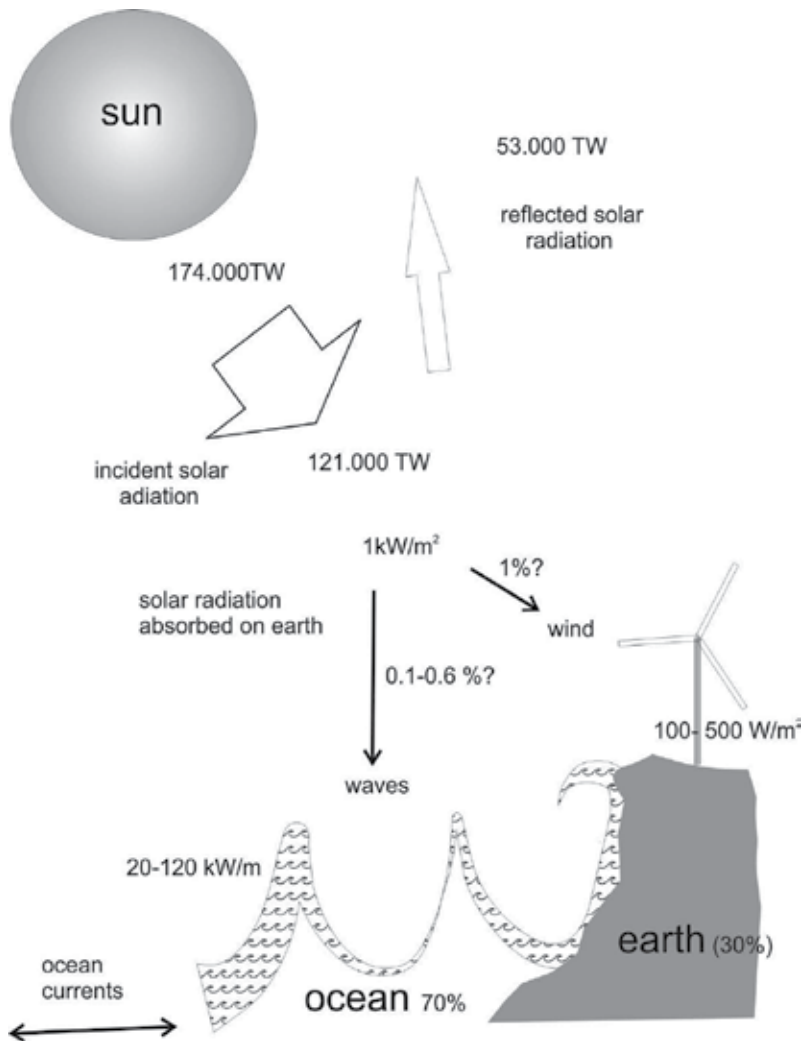 sun
53.000 TW
reflected solar
radiation
174.000TW
121.000 TW
incident solar
adiation
1kW/m²
1%?
solar radiation
absorbed on earth
wind
0.1-0.6 %?
100- 500 W/m²
waves
20-120 kW/m
earth (30%)
ocean
currents
ocean 70%